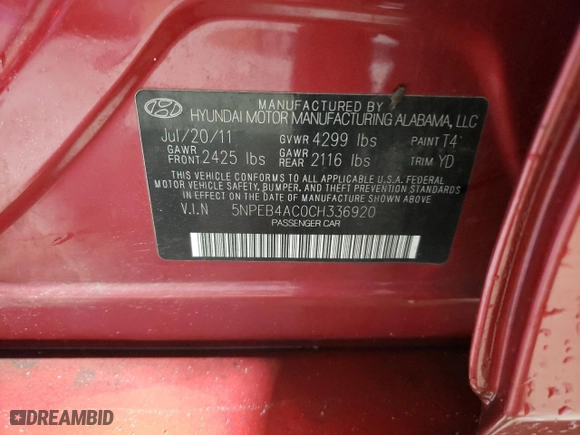 MANUFACTURED BY
HYUNDAI MOTOR MANUFACTURING ALABAMA, LLC
Jul/20/11 GVWR 4299 lbs PAINT T4
GAWR FRONT 2425 lbs GAWR REAR 2116 lbs TRIM YD
THIS VEHICLE CONFORMS TO ALL APPLICABLE U.S.A. FEDERAL
MOTOR VEHICLE SAFETY, BUMPER, AND THEFT PREVENTION STANDARDS
IN EFFECT ON THE DATE OF MANUFACTURE SHOWN ABOVE
V.I.N 5NPEB4AC0CH336920
PASSENGER CAR
DREAMBID